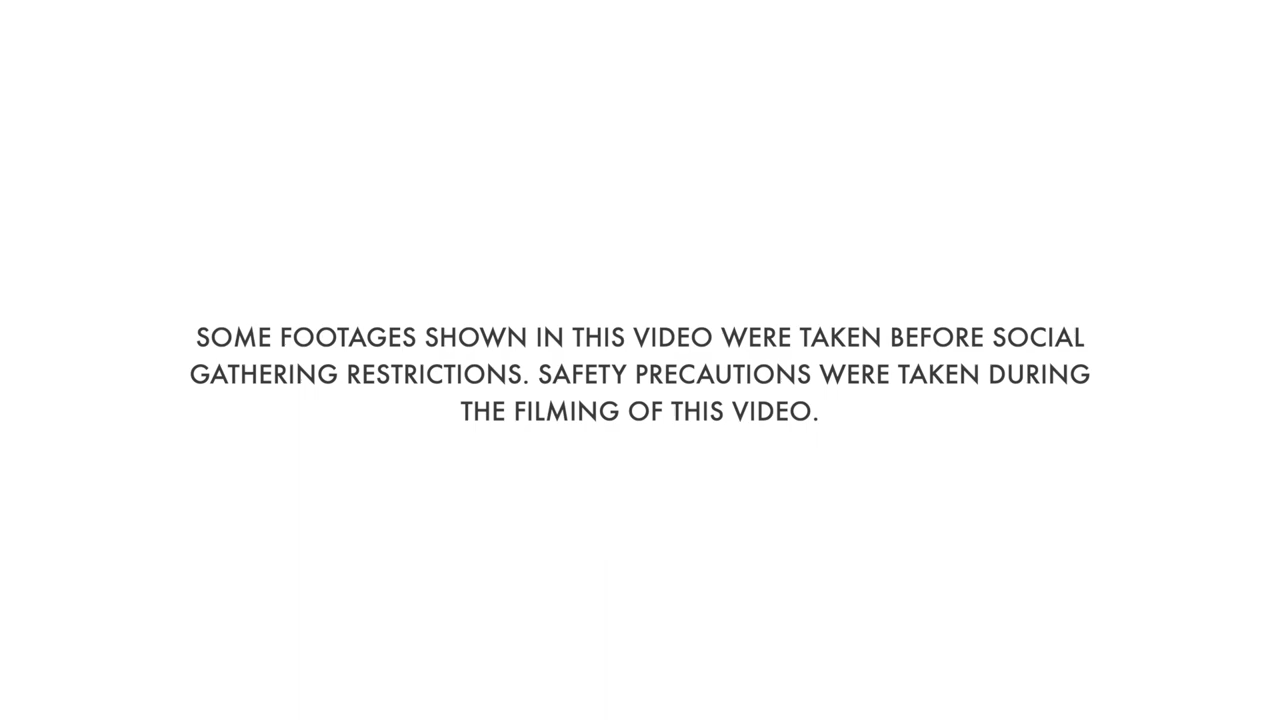 SOME FOOTAGES SHOWN IN THIS VIDEO WERE TAKEN BEFORE SOCIAL
GATHERING RESTRICTIONS. SAFETY PRECAUTIONS WERE TAKEN DURING
THE FILMING OF THIS VIDEO.